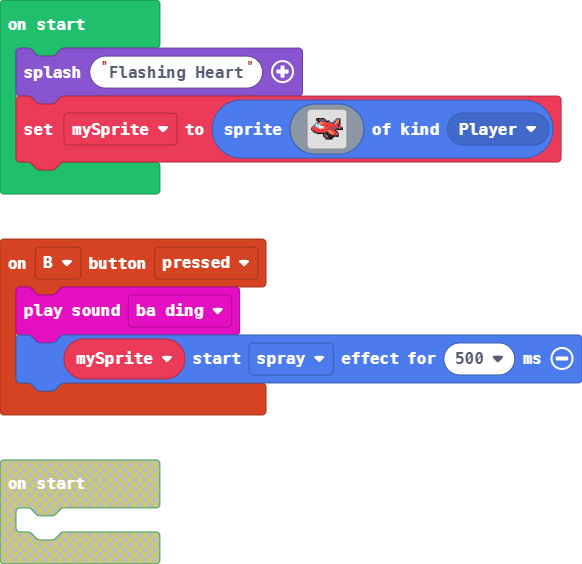 on start
splash "Flashing Heart"
set mySprite to sprite of kind Player
on B button pressed
play sound ba ding
mySprite start spray effect for 500 ms
on start